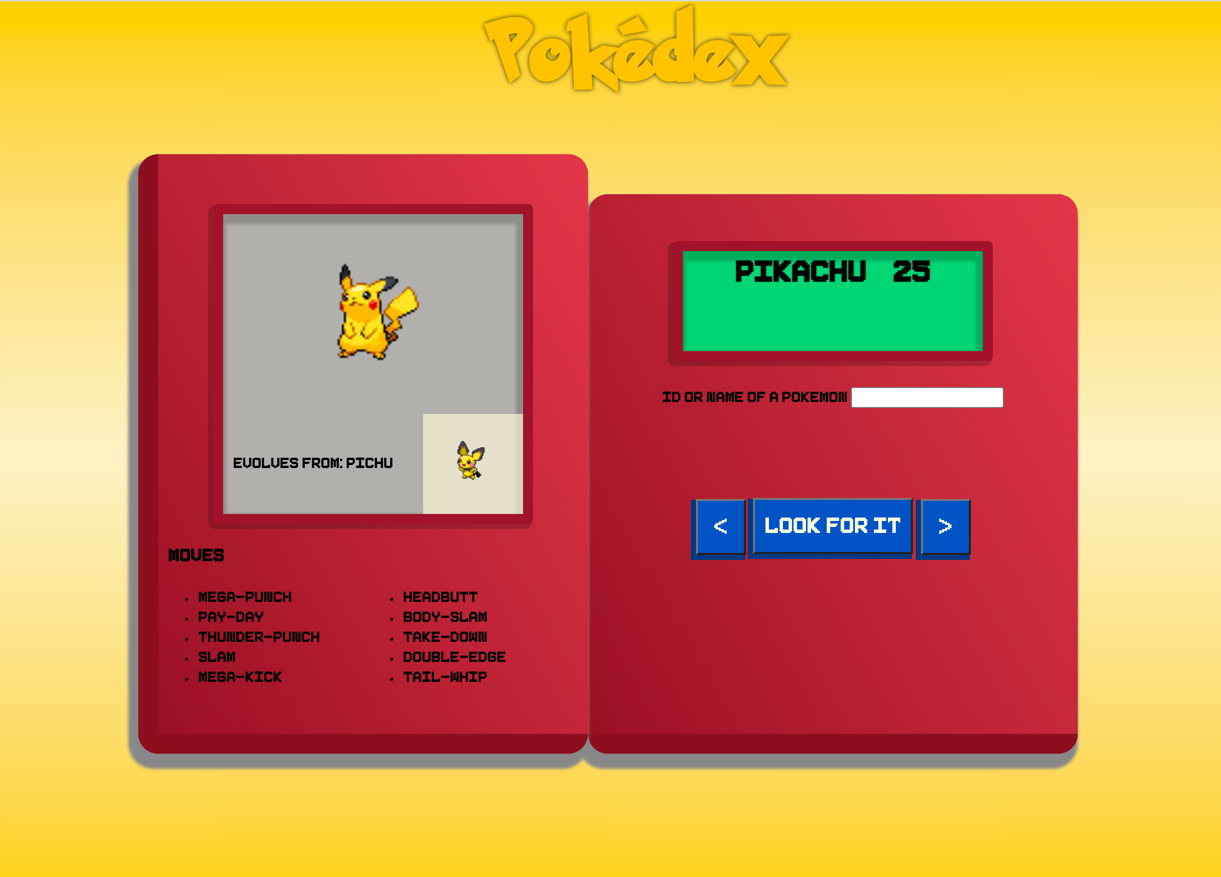 Pokédex
PIKACHU 25
EVOLVES FROM: PICHU
ID OR NAME OF A POKEMON
< LOOK FOR IT >
MOVES
• MEGA-PUNCH
• PAY-DAY
• THUNDER-PUNCH
• SLAM
• MEGA-KICK
• HEADBUTT
• BODY-SLAM
• TAKE-DOWN
• DOUBLE-EDGE
• TAIL-WHIP